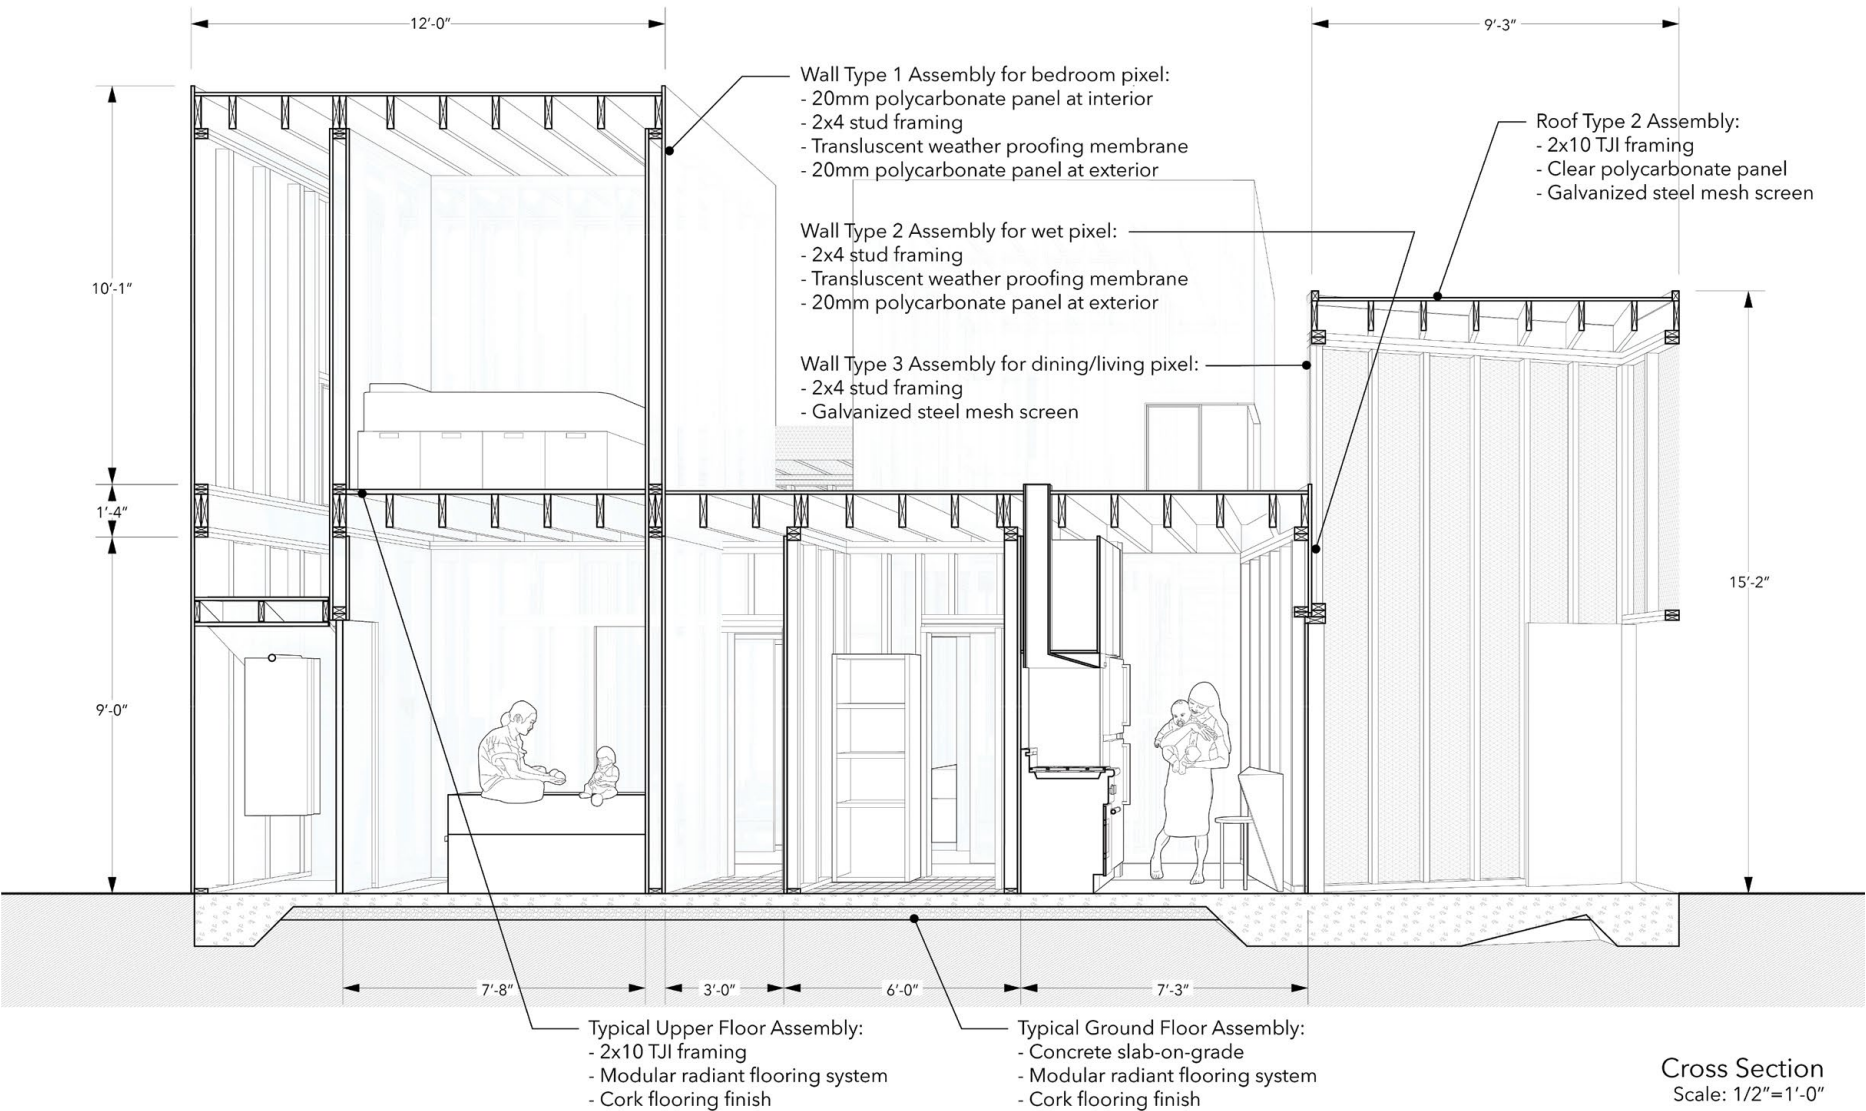 12'-0"
9'-3"
Wall Type 1 Assembly for bedroom pixel:
- 20mm polycarbonate panel at interior
- 2x4 stud framing
- Transluscent weather proofing membrane
- 20mm polycarbonate panel at exterior
Roof Type 2 Assembly:
- 2x10 TJI framing
- Clear polycarbonate panel
- Galvanized steel mesh screen
Wall Type 2 Assembly for wet pixel:
- 2x4 stud framing
- Transluscent weather proofing membrane
- 20mm polycarbonate panel at exterior
10'-1"
Wall Type 3 Assembly for dining/living pixel:
- 2x4 stud framing
- Galvanized steel mesh screen
1'-4"
15'-2"
9'-0"
7'-8"
3'-0"
6'-0"
7'-3"
Typical Upper Floor Assembly:
- 2x10 TJI framing
- Modular radiant flooring system
- Cork flooring finish
Typical Ground Floor Assembly:
- Concrete slab-on-grade
- Modular radiant flooring system
- Cork flooring finish
Cross Section
Scale: 1/2"=1'-0"